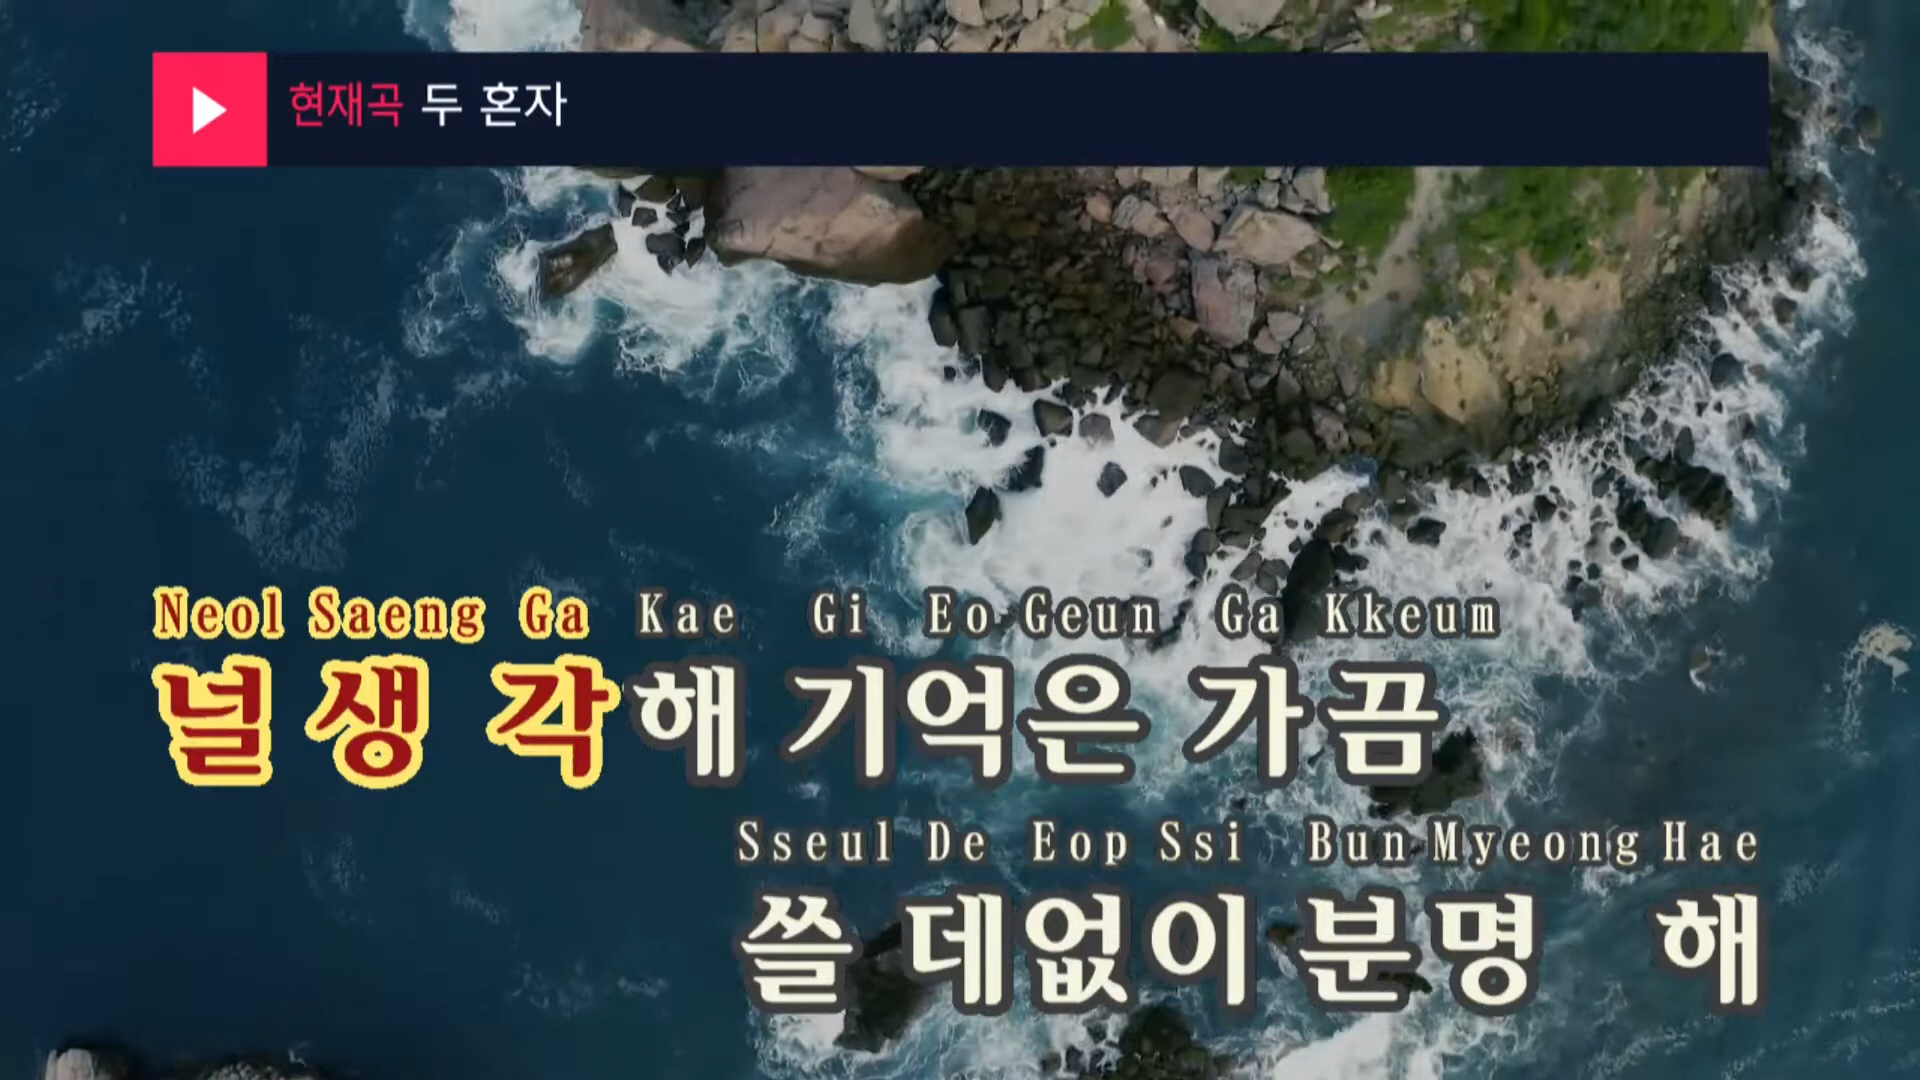 현재곡 두 혼자
Neol Saeng Ga Kae Gi Eo Geun Ga Kkeum
널 생각해 기억은 가끔
Sseul De Eop Ssi Bun Myeong Hae
쓸 데없이 분명 해